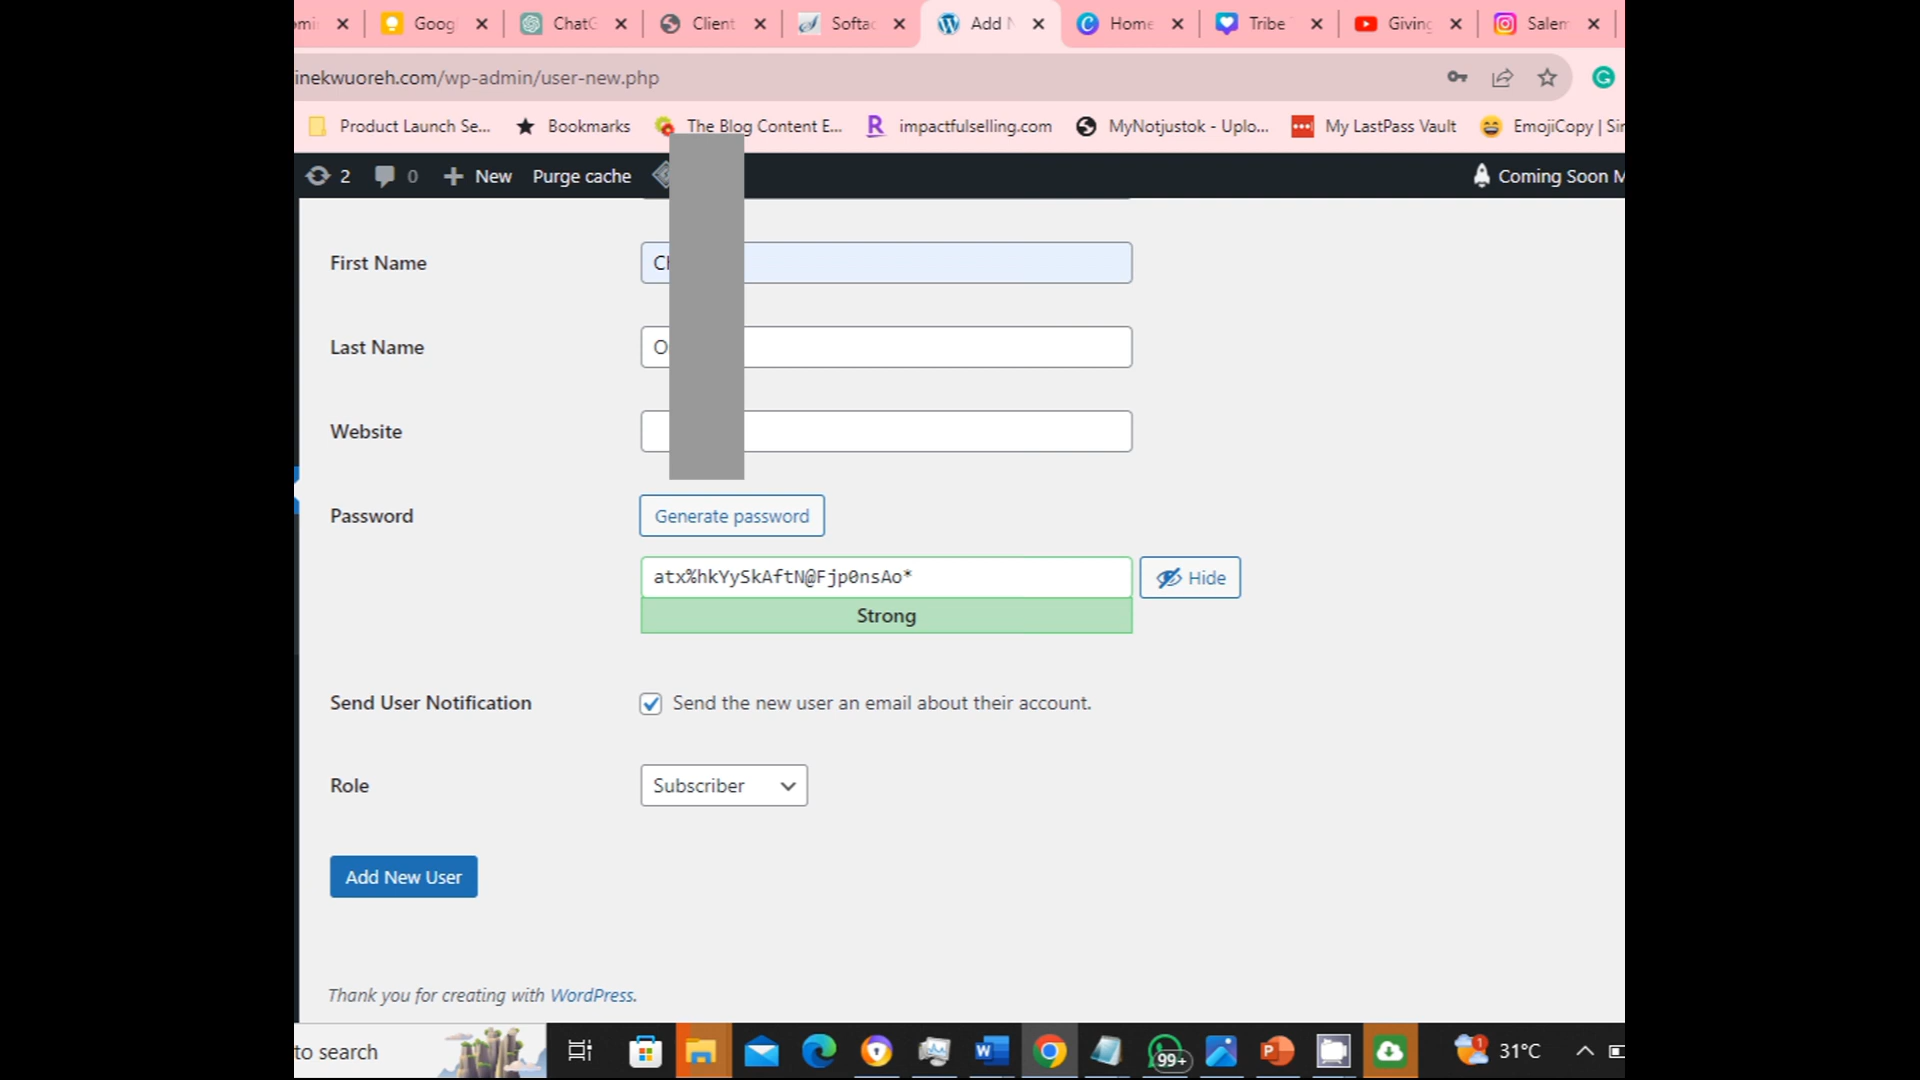 Goog ChatG Client Softac Add N Home Tribe Giving Salem
inekwuoreh.com/wp-admin/user-new.php
Product Launch Se... Bookmarks The Blog Content E... impactfulselling.com MyNotjustok - Uplo... My LastPass Vault EmojiCopy | Sin
2 0 New Purge cache Coming Soon M
First Name
Last Name O
Website
Password Generate password
atx%hkYySkAftN@Fjp0nsAo* Hide
Strong
Send User Notification Send the new user an email about their account.
Role Subscriber
Add New User
Thank you for creating with WordPress.
to search 99+ 1 31°C